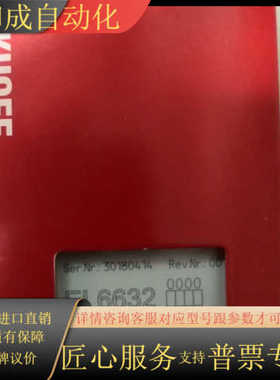 成自动化
KHOFF
Ser.Nr.: 30180414 Rev.Nr. 00
EL6632 0000
进口直销 详情咨询客服对应型号跟参数才可
有保障
牌议价 匠心服务 支持 普票专